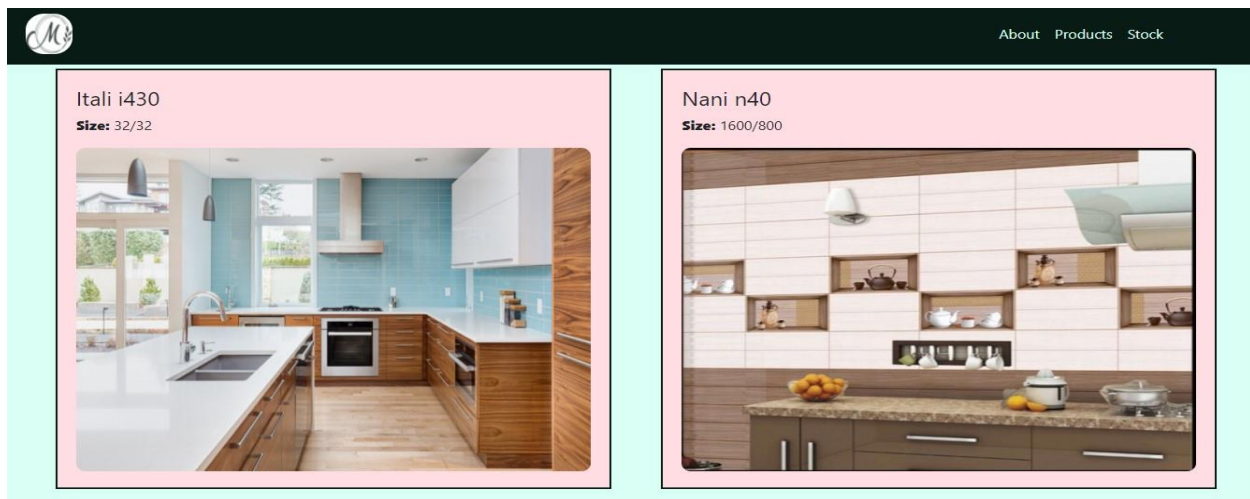 M
About Products Stock
Itali i430
Size: 32/32
Nani n40
Size: 1600/800